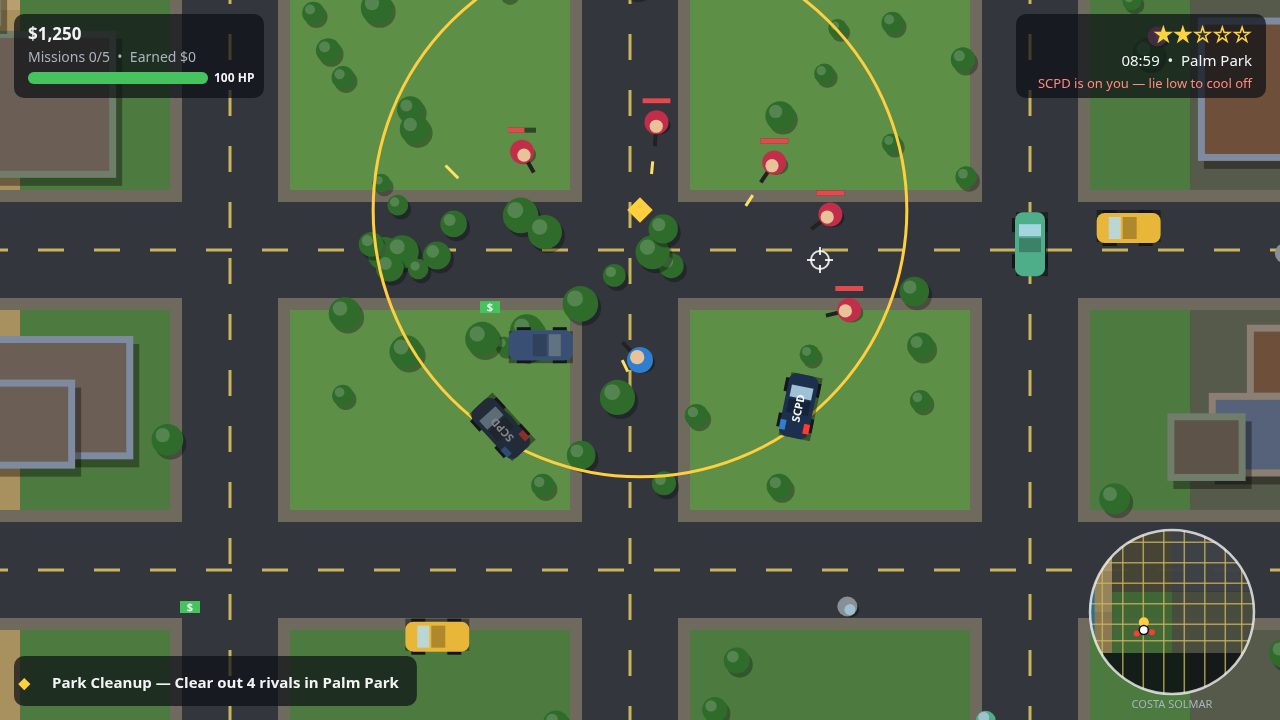 $1,250
Missions 0/5 • Earned $0
100 HP
★★☆☆☆
08:59 • Palm Park
SCPD is on you — lie low to cool off
$
SCPD
SCPD
$
◆ Park Cleanup — Clear out 4 rivals in Palm Park
COSTA SOLMAR